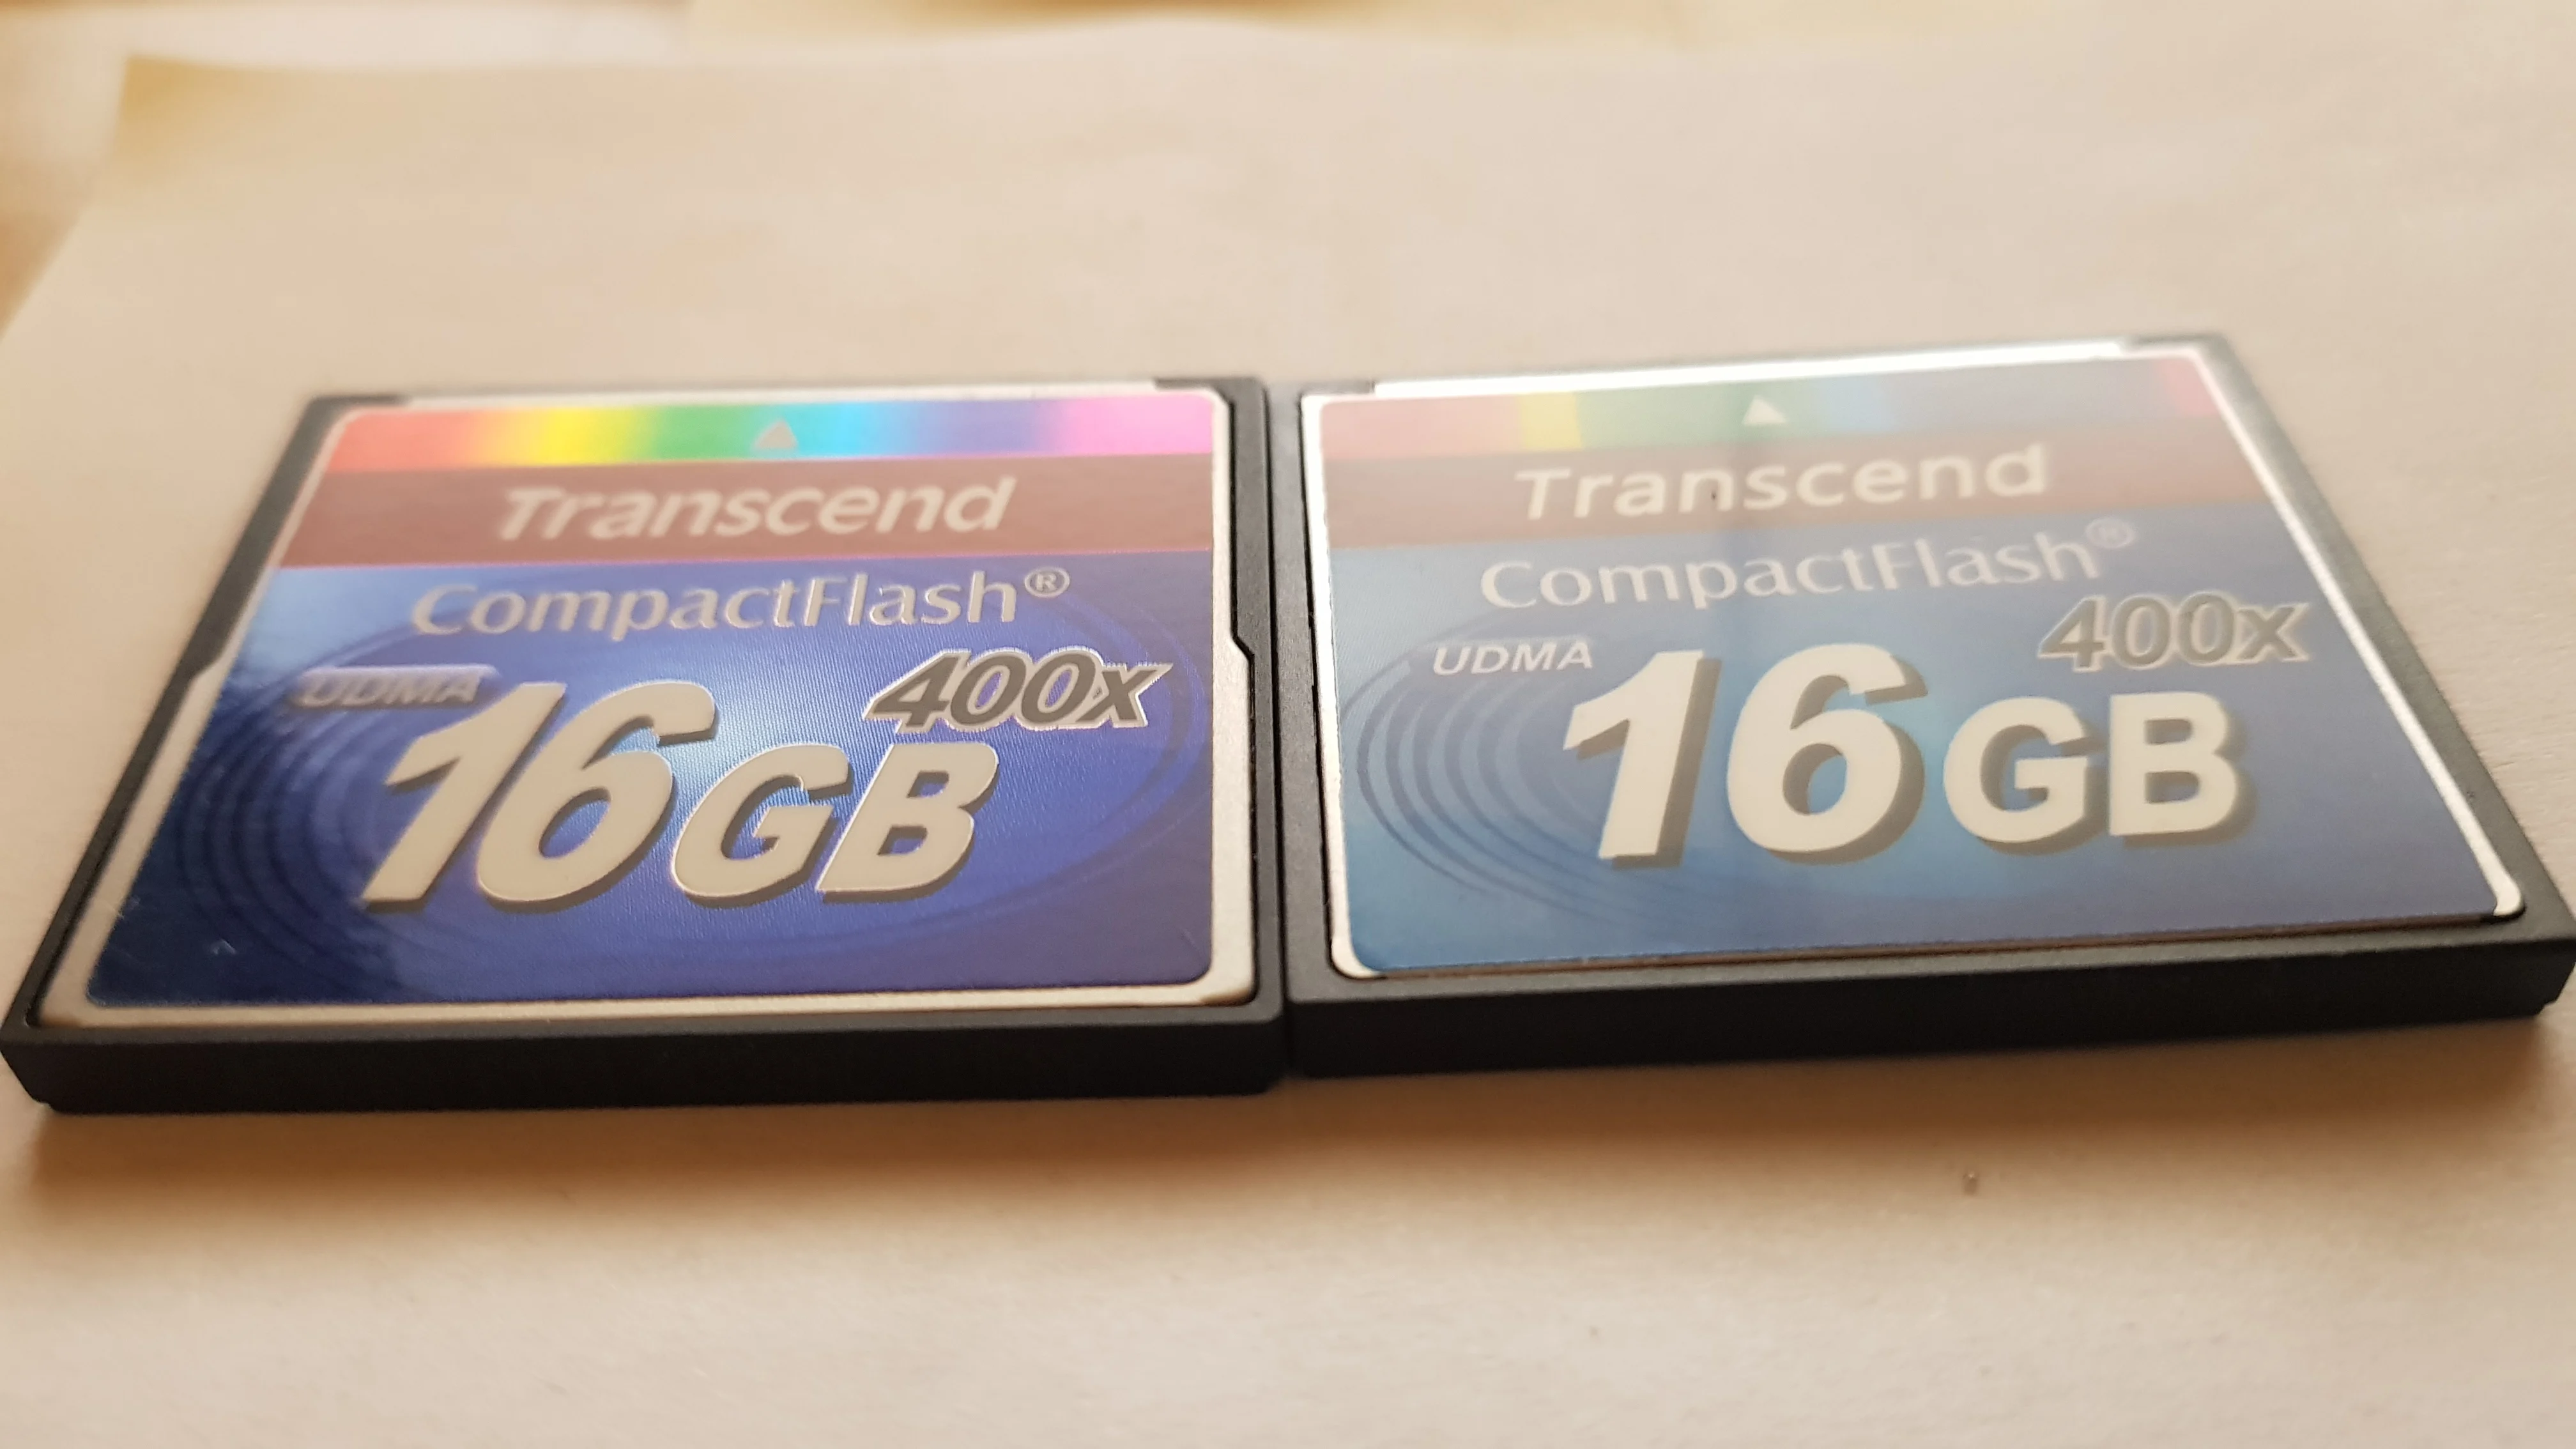 Transcend
CompactFlash®
400x
UDMA
16GB
Transcend
CompactFlash®
400x
UDMA
16GB